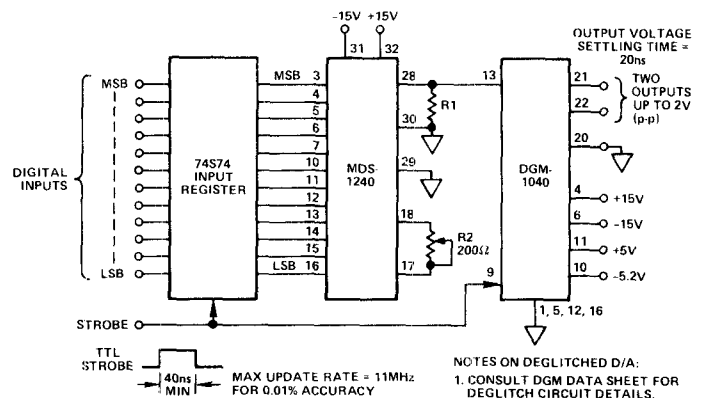 -15V +15V
31 32
OUTPUT VOLTAGE
SETTLING TIME =
20ns
MSB
MSB 3
28
13
21
TWO
OUTPUTS
UP TO 2V
(p-p)
4
R1
22
5
6
30
20
7
DIGITAL
INPUTS
74S74
INPUT
REGISTER
10
MDS-
1240
29
DGM-
1040
11
12
4
+15V
13
18
6
-15V
14
R2
200Ω
11
+5V
15
LSB
LSB 16
17
9
10
-5.2V
STROBE
1, 5, 12, 16
TTL
STROBE
40ns
MIN
MAX UPDATE RATE = 11MHz
FOR 0.01% ACCURACY
NOTES ON DEGLITCHED D/A:
1. CONSULT DGM DATA SHEET FOR
DEGLITCH CIRCUIT DETAILS.